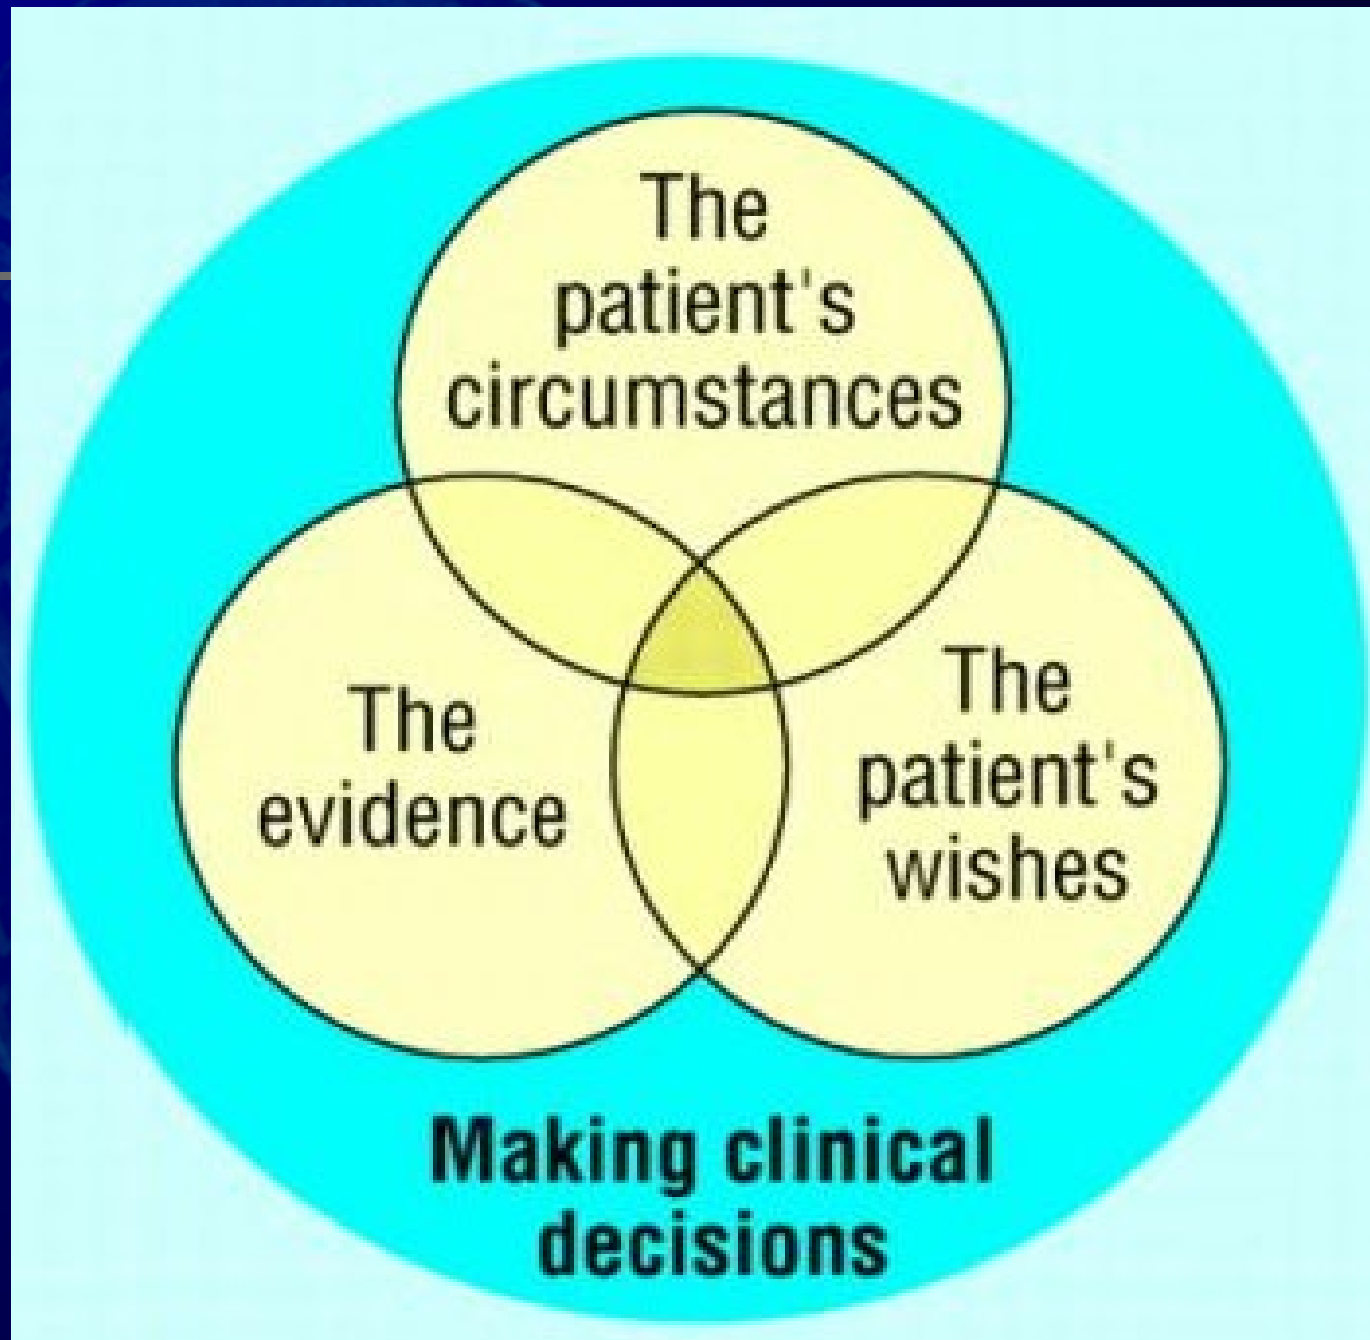 The
patient's
circumstances
The
evidence
The
patient's
wishes
Making clinical
decisions